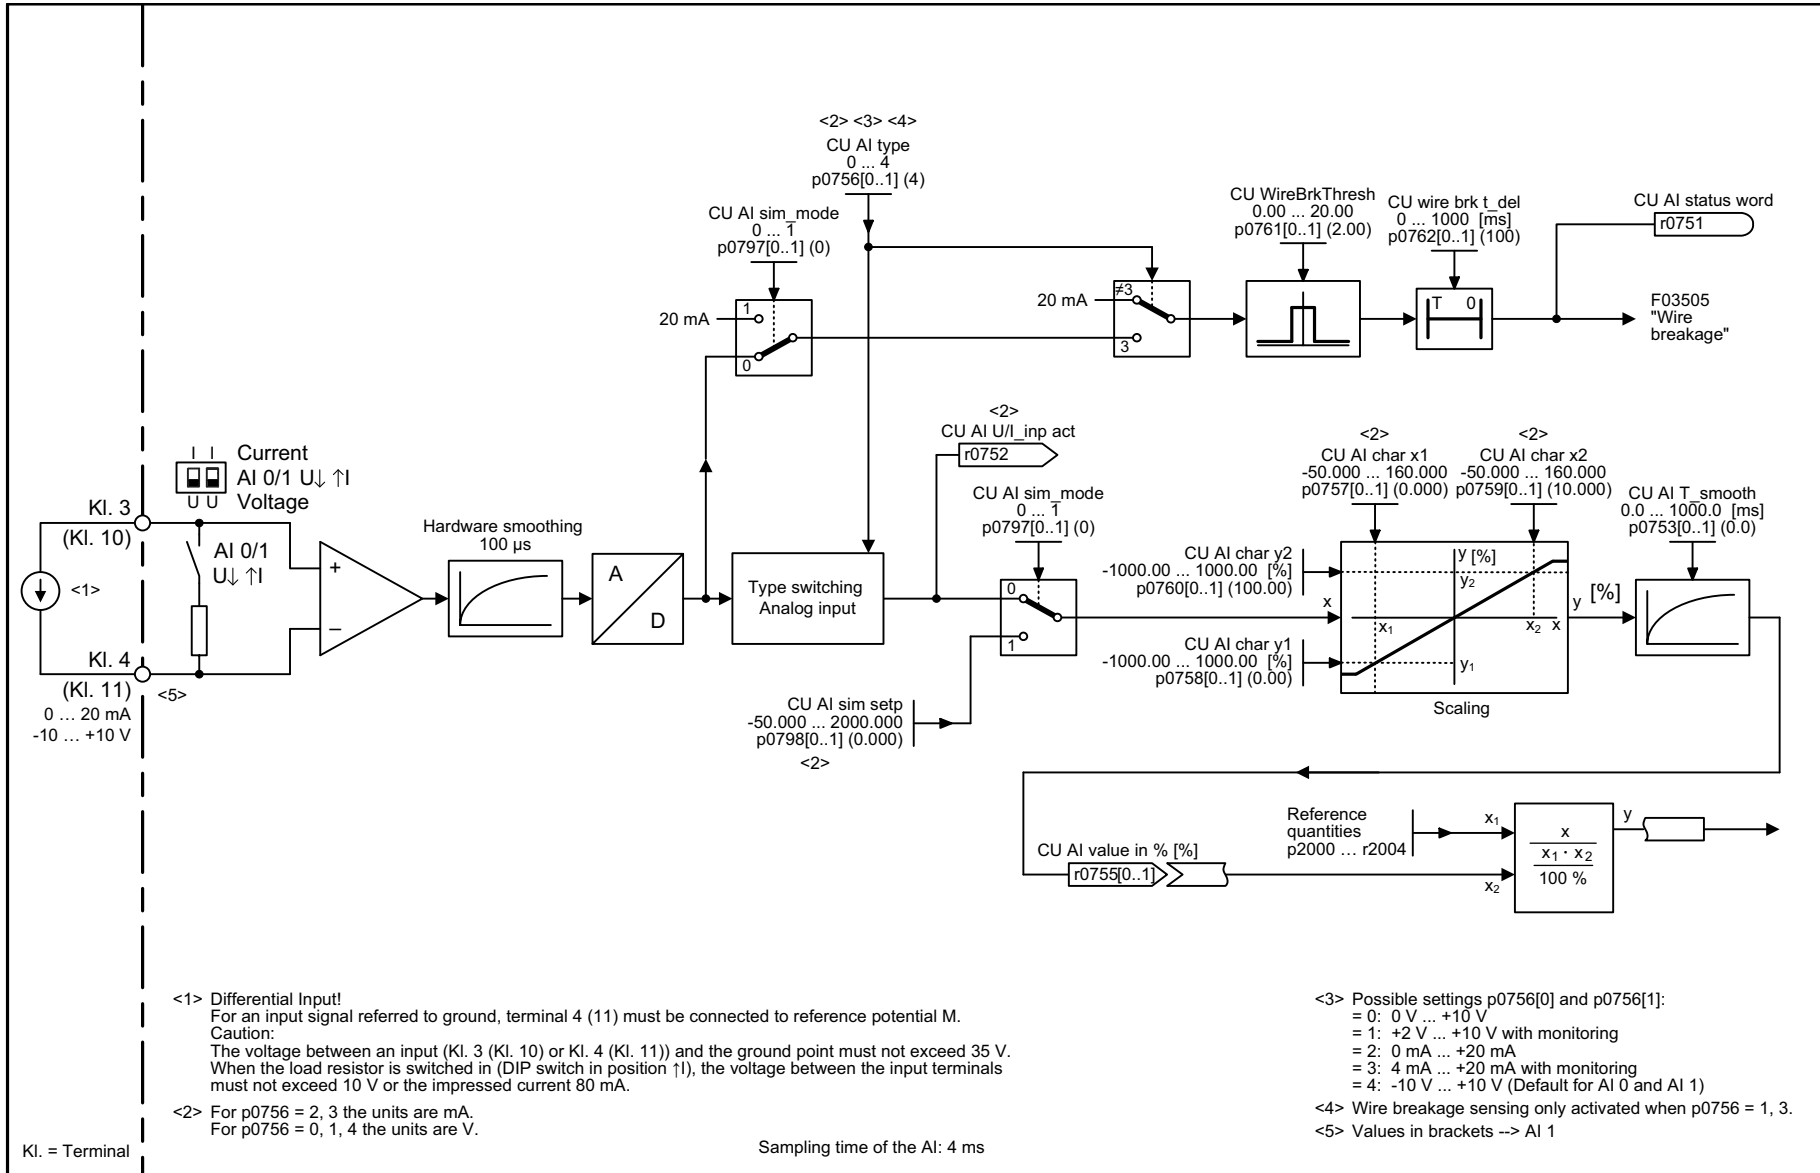 <2> <3> <4>
CU AI type
0 ... 4
p0756[0..1] (4)
CU AI sim_mode
0 ... 1
p0797[0..1] (0)
20 mA
1
0
20 mA
≠3
3
CU WireBrkThresh
0.00 ... 20.00
p0761[0..1] (2.00)
CU wire brk t_del
0 ... 1000 [ms]
p0762[0..1] (100)
T 0
CU AI status word
r0751
F03505
"Wire
breakage"
I I
Current
AI 0/1 U↓ ↑I
U U
Voltage
Kl. 3
(Kl. 10)
<1>
AI 0/1
U↓ ↑I
Kl. 4
(Kl. 11)
<5>
0 ... 20 mA
-10 ... +10 V
+
–
Hardware smoothing
100 µs
A
D
Type switching
Analog input
<2>
CU AI U/I_inp act
r0752
CU AI sim_mode
0 ... 1
p0797[0..1] (0)
0
1
CU AI sim setp
-50.000 ... 2000.000
p0798[0..1] (0.000)
<2>
<2>
CU AI char x1
-50.000 ... 160.000
p0757[0..1] (0.000)
<2>
CU AI char x2
-50.000 ... 160.000
p0759[0..1] (10.000)
CU AI T_smooth
0.0 ... 1000.0 [ms]
p0753[0..1] (0.0)
CU AI char y2
-1000.00 ... 1000.00 [%]
p0760[0..1] (100.00)
x
CU AI char y1
-1000.00 ... 1000.00 [%]
p0758[0..1] (0.00)
y [%]
y2
x1
x2 x
y1
Scaling
y [%]
Reference
quantities
p2000 ... r2004
CU AI value in % [%]
r0755[0..1]
x1
x2
x
x1 · x2
100 %
y
<1> Differential Input!
For an input signal referred to ground, terminal 4 (11) must be connected to reference potential M.
Caution:
The voltage between an input (Kl. 3 (Kl. 10) or Kl. 4 (Kl. 11)) and the ground point must not exceed 35 V.
When the load resistor is switched in (DIP switch in position ↑I), the voltage between the input terminals
must not exceed 10 V or the impressed current 80 mA.
<2> For p0756 = 2, 3 the units are mA.
For p0756 = 0, 1, 4 the units are V.
Kl. = Terminal
Sampling time of the AI: 4 ms
<3> Possible settings p0756[0] and p0756[1]:
= 0: 0 V ... +10 V
= 1: +2 V ... +10 V with monitoring
= 2: 0 mA ... +20 mA
= 3: 4 mA ... +20 mA with monitoring
= 4: -10 V ... +10 V (Default for AI 0 and AI 1)
<4> Wire breakage sensing only activated when p0756 = 1, 3.
<5> Values in brackets --> AI 1